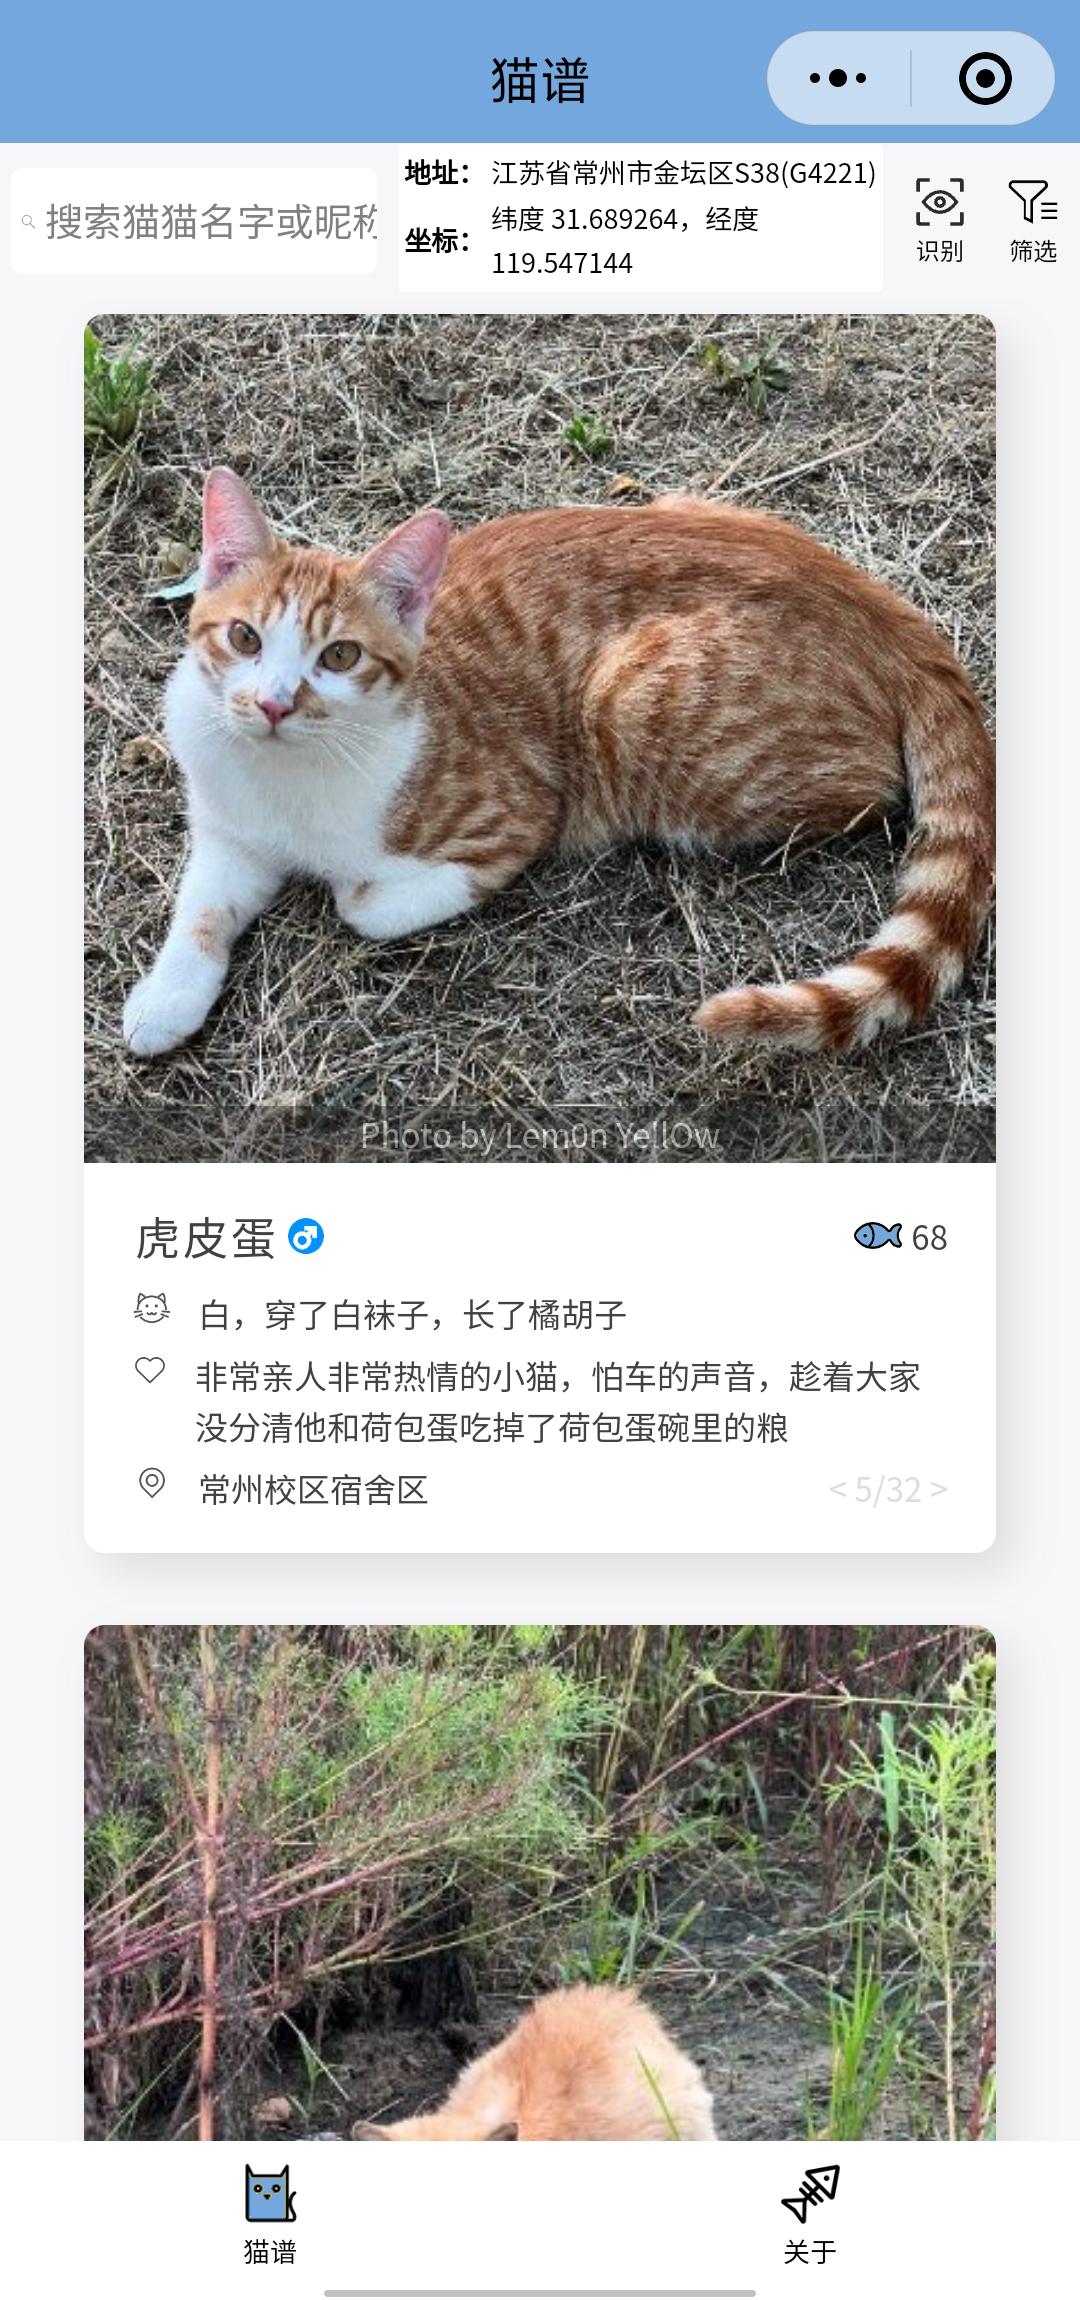 猫谱
搜索猫猫名字或昵称
地址： 江苏省常州市金坛区S38(G4221)
坐标： 纬度 31.689264，经度
119.547144
识别
筛选
Photo by Lem0n YellOw
虎皮蛋
68
白，穿了白袜子，长了橘胡子
非常亲人非常热情的小猫，怕车的声音，趁着大家
没分清他和荷包蛋吃掉了荷包蛋碗里的粮
常州校区宿舍区
< 5/32 >
猫谱
关于